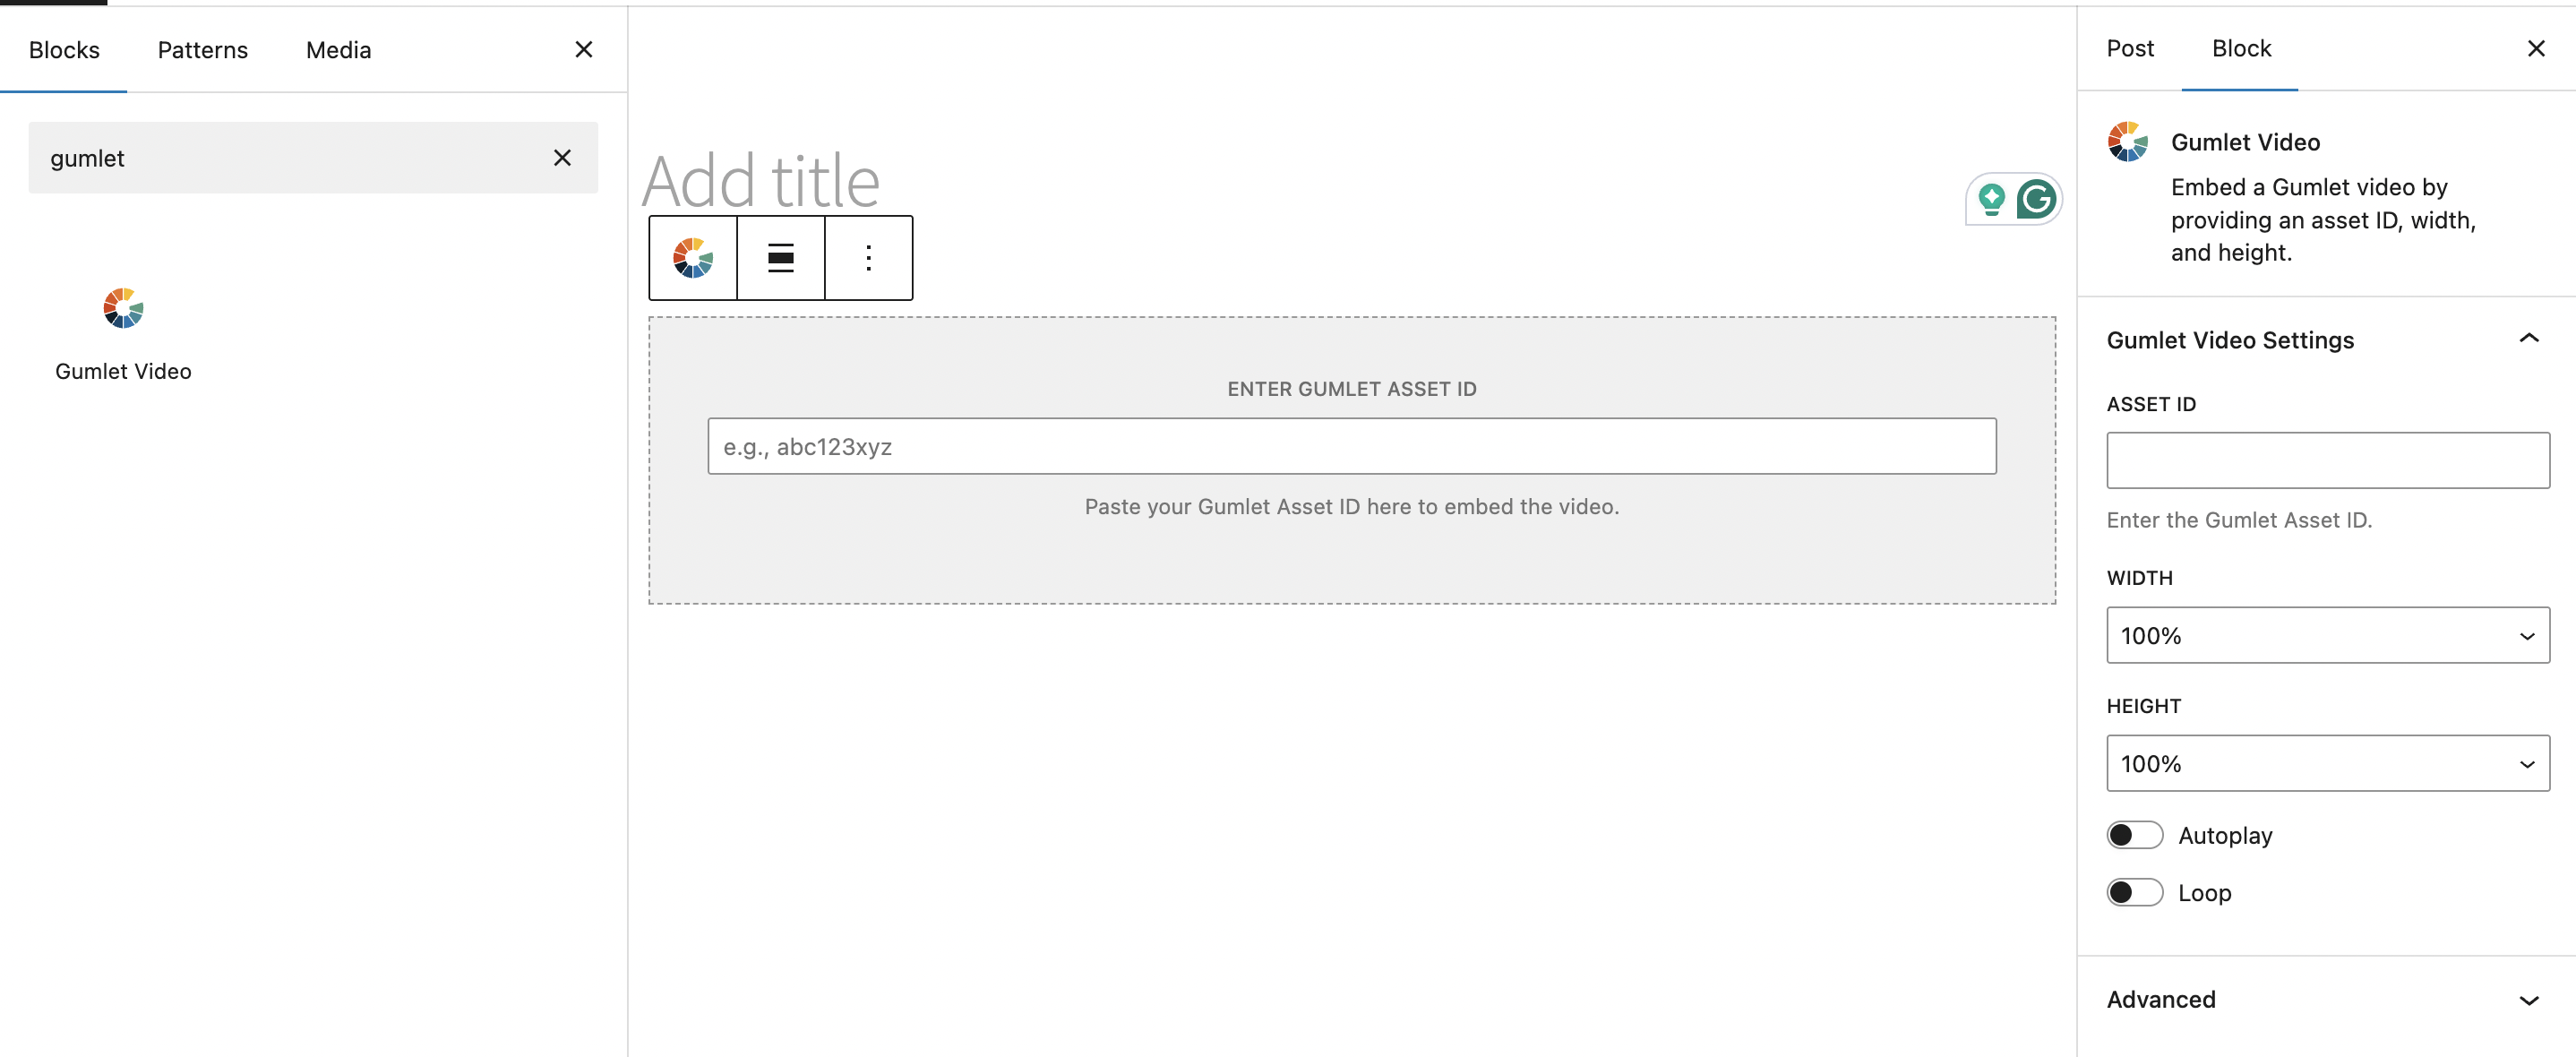 Blocks
Patterns
Media
gumlet
Gumlet Video
Add title
ENTER GUMLET ASSET ID
e.g., abc123xyz
Paste your Gumlet Asset ID here to embed the video.
Post
Block
Gumlet Video
Embed a Gumlet video by
providing an asset ID, width,
and height.
Gumlet Video Settings
ASSET ID
Enter the Gumlet Asset ID.
WIDTH
100%
HEIGHT
100%
Autoplay
Loop
Advanced